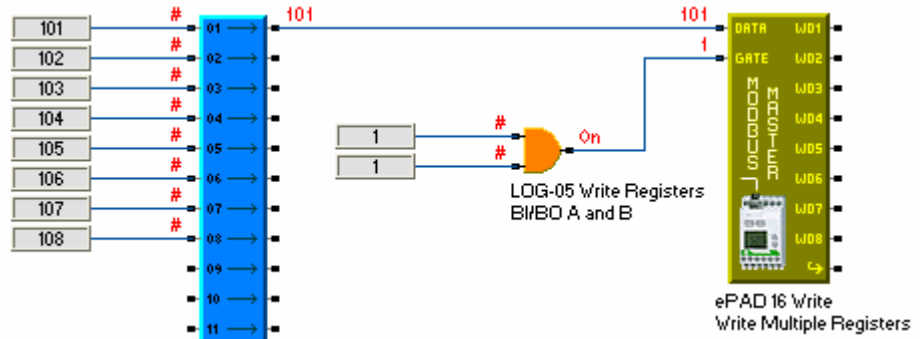 # 101 101
101 01 DATA WD1
# 1
102 02 GATE WD2
#
103 03 WD3
#
104 04 WD4
#
105 05 WD5
#
106 06 WD6
#
107 07 WD7
#
108 08 WD8
09
10
11
MODBUS
MASTER
#
1
#
1
On
LOG-05 Write Registers
BI/BO A and B
ePAD 16 Write
Write Multiple Registers